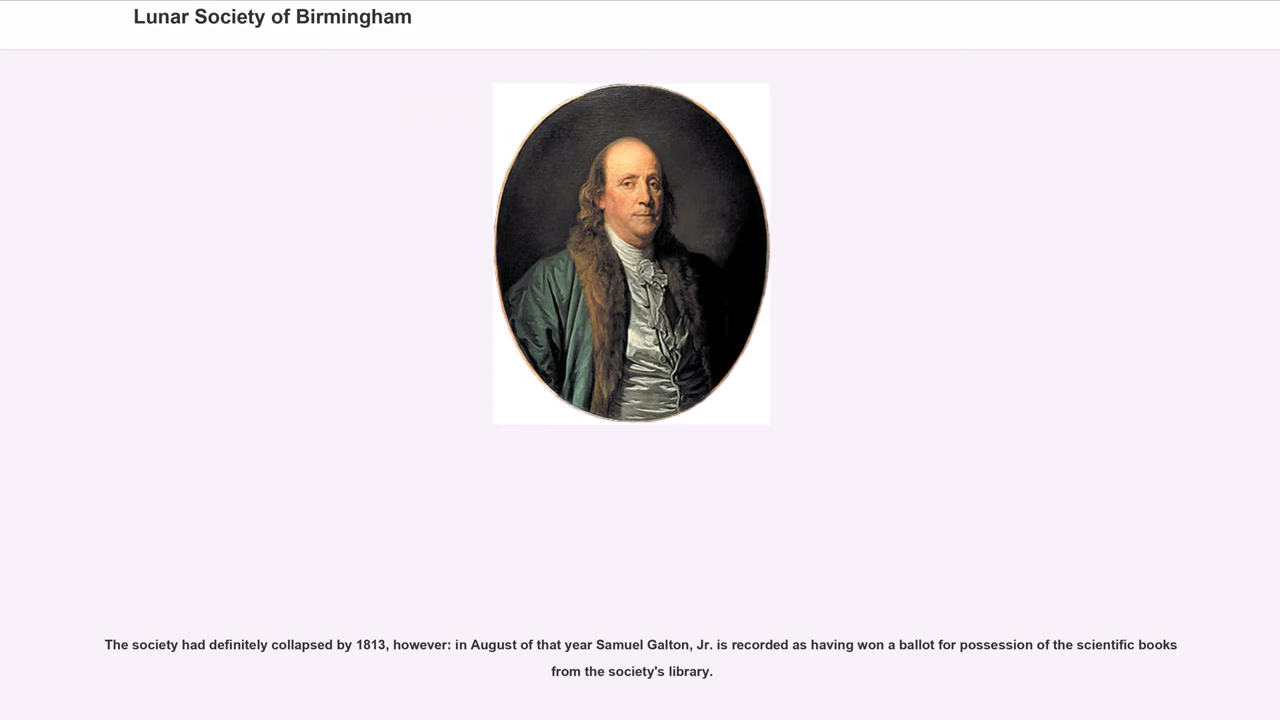 Lunar Society of Birmingham
The society had definitely collapsed by 1813, however: in August of that year Samuel Galton, Jr. is recorded as having won a ballot for possession of the scientific books
from the society's library.